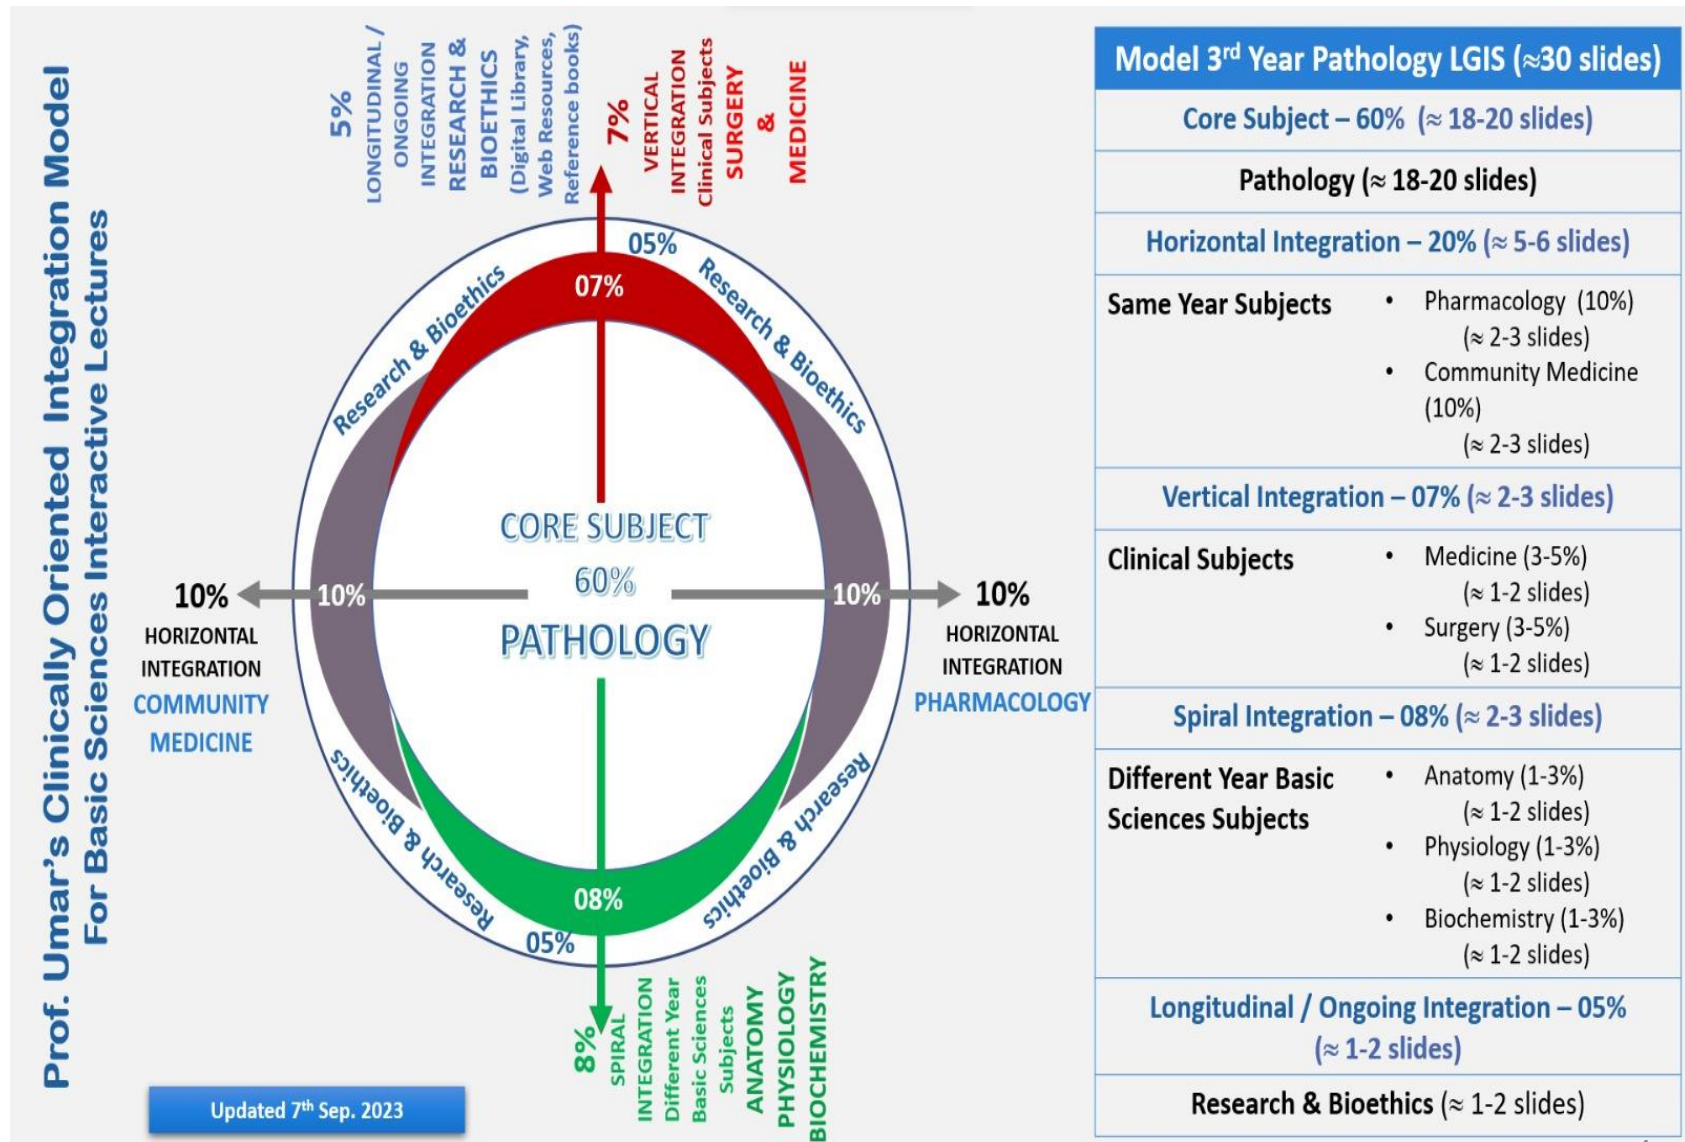 Prof. Umar's Clinically Oriented Integration Model
For Basic Sciences Interactive Lectures
5%
LONGITUDINAL /
ONGOING
INTEGRATION
RESEARCH &
BIOETHICS
(Digital Library,
Web Resources,
Reference books)
7%
VERTICAL
INTEGRATION
Clinical Subjects
SURGERY
&
MEDICINE
05%
07%
Research & Bioethics
Research & Bioethics
CORE SUBJECT
60%
PATHOLOGY
10%
10%
HORIZONTAL
INTEGRATION
COMMUNITY
MEDICINE
10%
10%
HORIZONTAL
INTEGRATION
PHARMACOLOGY
Research & Bioethics
Research & Bioethics
08%
05%
8%
SPIRAL
INTEGRATION
Different Year
Basic Sciences
Subjects
ANATOMY
PHYSIOLOGY
BIOCHEMISTRY
Updated 7th Sep. 2023
Model 3rd Year Pathology LGIS (≈30 slides)
Core Subject – 60% (≈ 18-20 slides)
Pathology (≈ 18-20 slides)
Horizontal Integration – 20% (≈ 5-6 slides)
Same Year Subjects
• Pharmacology (10%)
(≈ 2-3 slides)
• Community Medicine
(10%)
(≈ 2-3 slides)
Vertical Integration – 07% (≈ 2-3 slides)
Clinical Subjects
• Medicine (3-5%)
(≈ 1-2 slides)
• Surgery (3-5%)
(≈ 1-2 slides)
Spiral Integration – 08% (≈ 2-3 slides)
Different Year Basic
Sciences Subjects
• Anatomy (1-3%)
(≈ 1-2 slides)
• Physiology (1-3%)
(≈ 1-2 slides)
• Biochemistry (1-3%)
(≈ 1-2 slides)
Longitudinal / Ongoing Integration – 05%
(≈ 1-2 slides)
Research & Bioethics (≈ 1-2 slides)